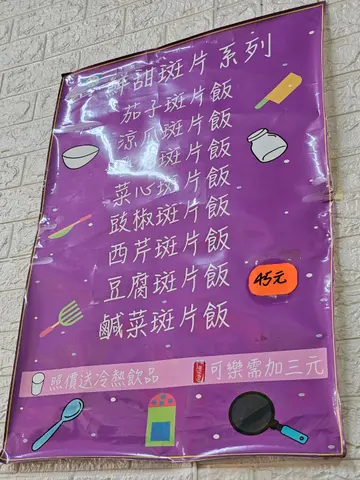 鮮甜斑片系列
茄子斑片飯
涼瓜斑片飯
斑片飯
菜心斑片飯
豉椒斑片飯
西芹斑片飯
豆腐斑片飯
鹹菜斑片飯
45元
照價送冷熱飲品
可樂需加三元